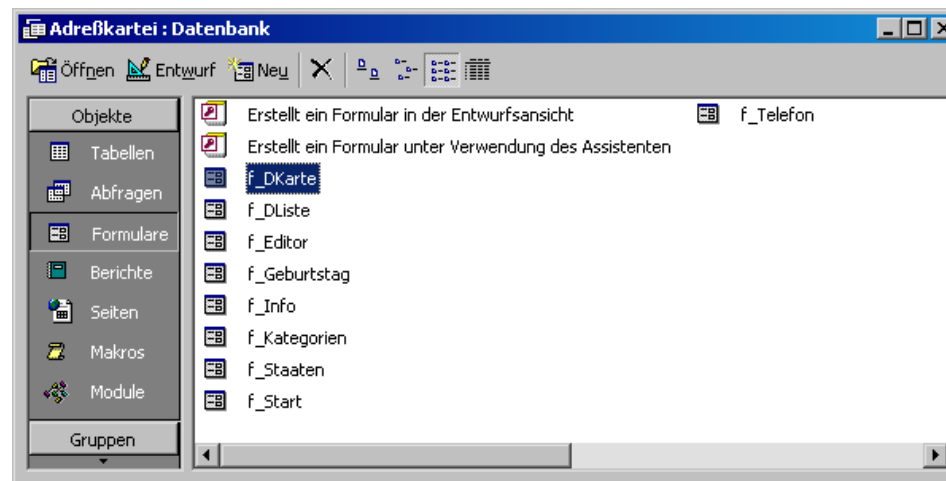 Adreßkartei : Datenbank
Öffnen Entwurf Neu
Objekte
Tabellen
Abfragen
Formulare
Berichte
Seiten
Makros
Module
Gruppen
Erstellt ein Formular in der Entwurfsansicht
Erstellt ein Formular unter Verwendung des Assistenten
f_DKarte
f_DListe
f_Editor
f_Geburtstag
f_Info
f_Kategorien
f_Staaten
f_Start
f_Telefon